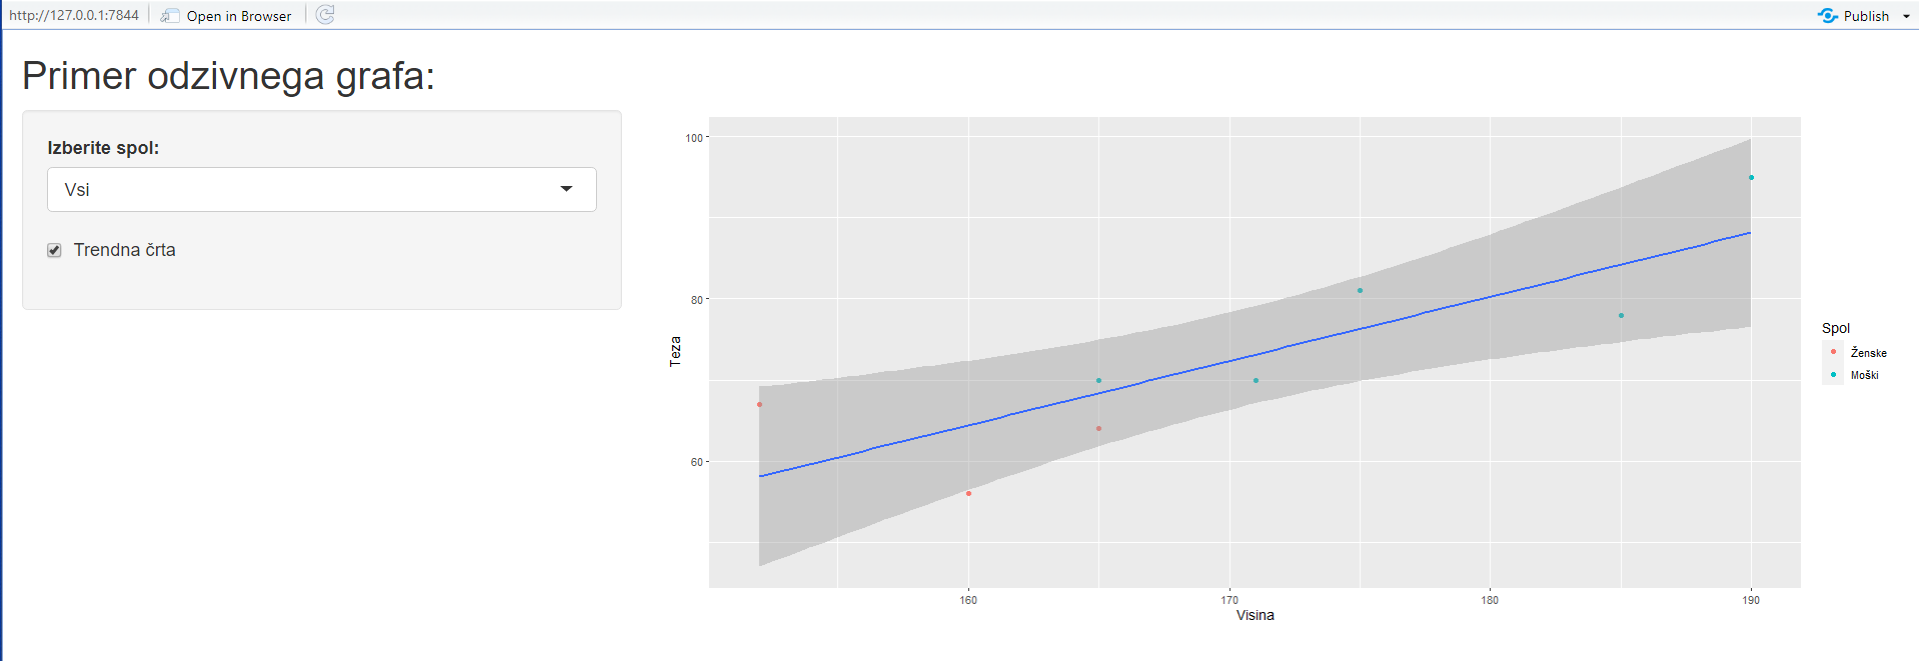 http://127.0.0.1:7844 Open in Browser Publish
Primer odzivnega grafa:
Izberite spol:
Vsi
Trendna črta
100
80
60
Teza
160 170 180 190
Visina
Spol
Ženske
Moški